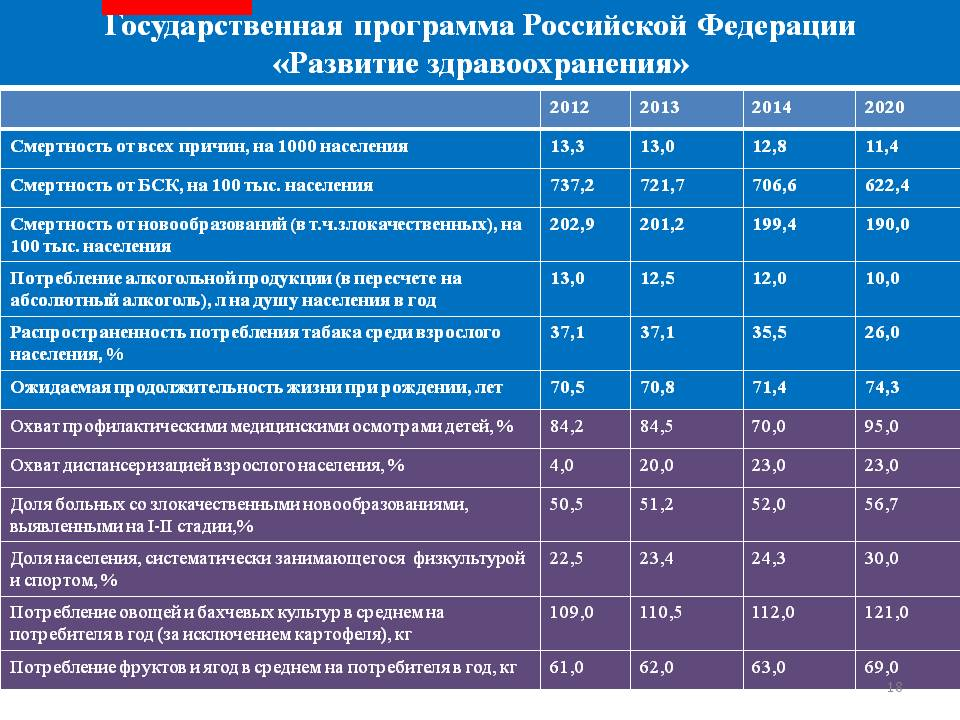 Государственная программа Российской Федерации
«Развитие здравоохранения»
2012 2013 2014 2020
Смертность от всех причин, на 1000 населения 13,3 13,0 12,8 11,4
Смертность от БСК, на 100 тыс. населения 737,2 721,7 706,6 622,4
Смертность от новообразований (в т.ч.злокачественных), на 202,9 201,2 199,4 190,0
100 тыс. населения
Потребление алкогольной продукции (в пересчете на 13,0 12,5 12,0 10,0
абсолютный алкоголь), л на душу населения в год
Распространенность потребления табака среди взрослого 37,1 37,1 35,5 26,0
населения, %
Ожидаемая продолжительность жизни при рождении, лет 70,5 70,8 71,4 74,3
Охват профилактическими медицинскими осмотрами детей, % 84,2 84,5 70,0 95,0
Охват диспансеризацией взрослого населения, % 4,0 20,0 23,0 23,0
Доля больных со злокачественными новообразованиями, 50,5 51,2 52,0 56,7
выявленными на I-II стадии,%
Доля населения, систематически занимающегося физкультурой 22,5 23,4 24,3 30,0
и спортом, %
Потребление овощей и бахчевых культур в среднем на 109,0 110,5 112,0 121,0
потребителя в год (за исключением картофеля), кг
Потребление фруктов и ягод в среднем на потребителя в год, кг 61,0 62,0 63,0 69,0
18